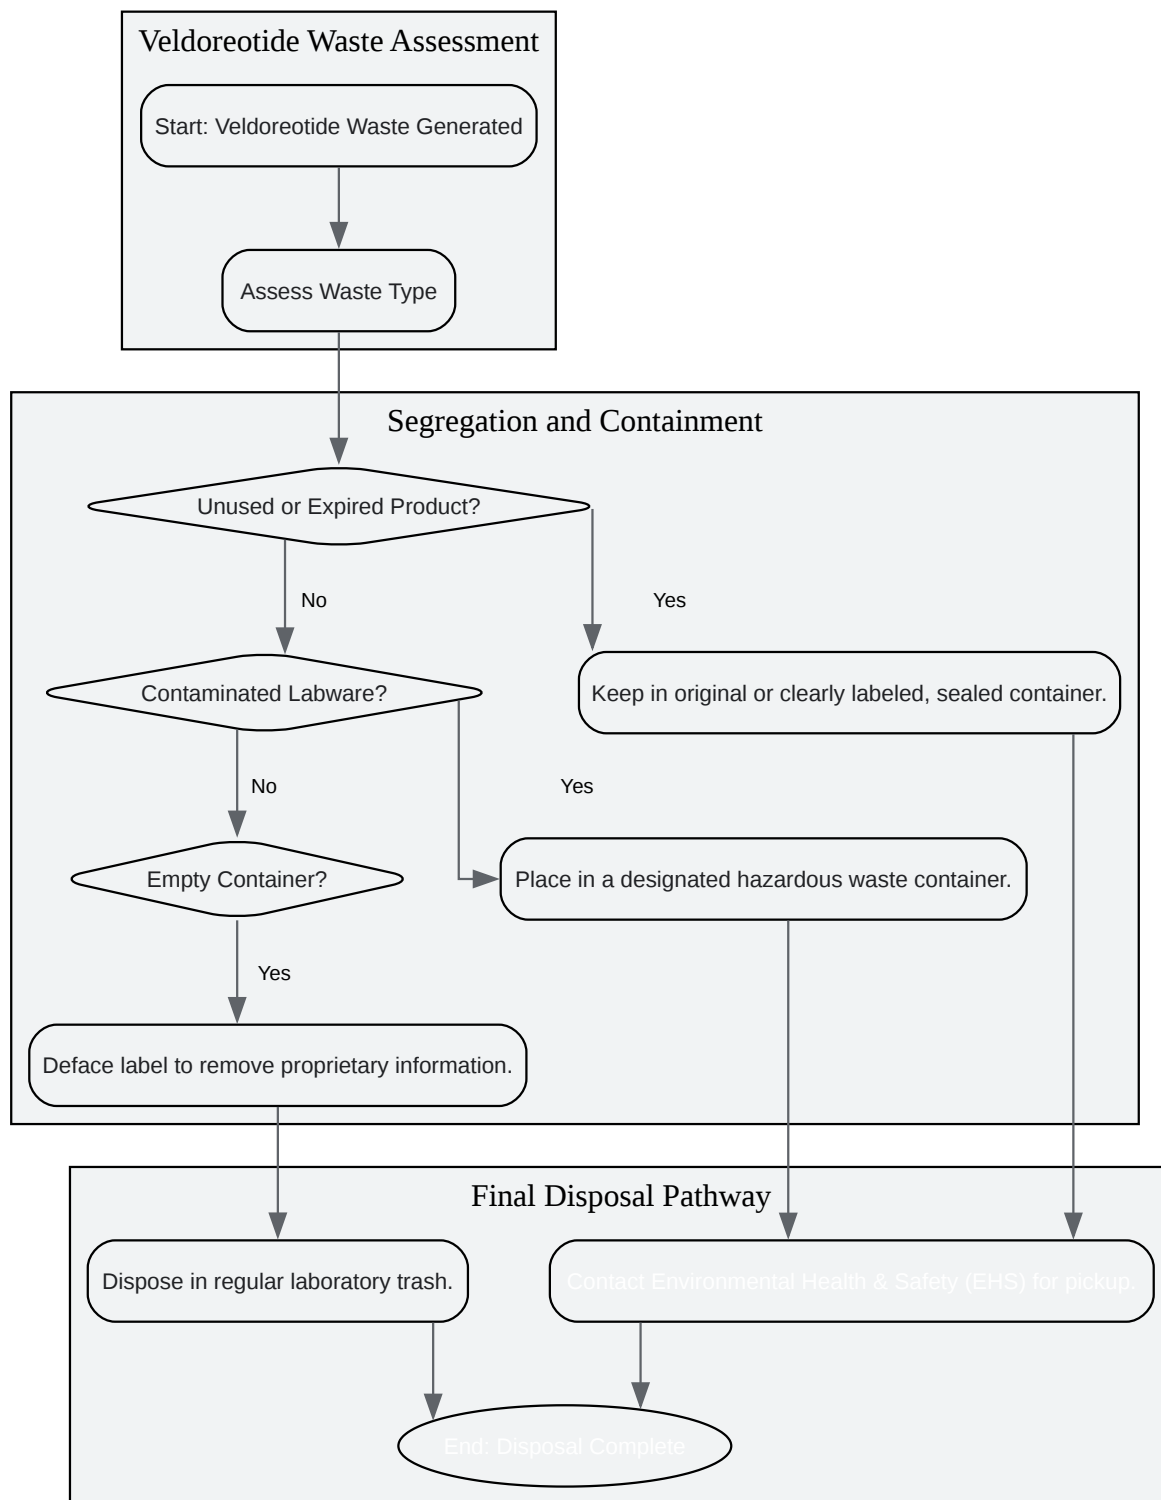 Veldoreotide Waste Assessment
Start: Veldoreotide Waste Generated
Assess Waste Type
Segregation and Containment
Unused or Expired Product?
No
Yes
Contaminated Labware?
Keep in original or clearly labeled, sealed container.
No
Yes
Empty Container?
Place in a designated hazardous waste container.
Yes
Deface label to remove proprietary information.
Final Disposal Pathway
Dispose in regular laboratory trash.
Contact Environmental Health & Safety (EHS) for pickup.
End: Disposal Complete